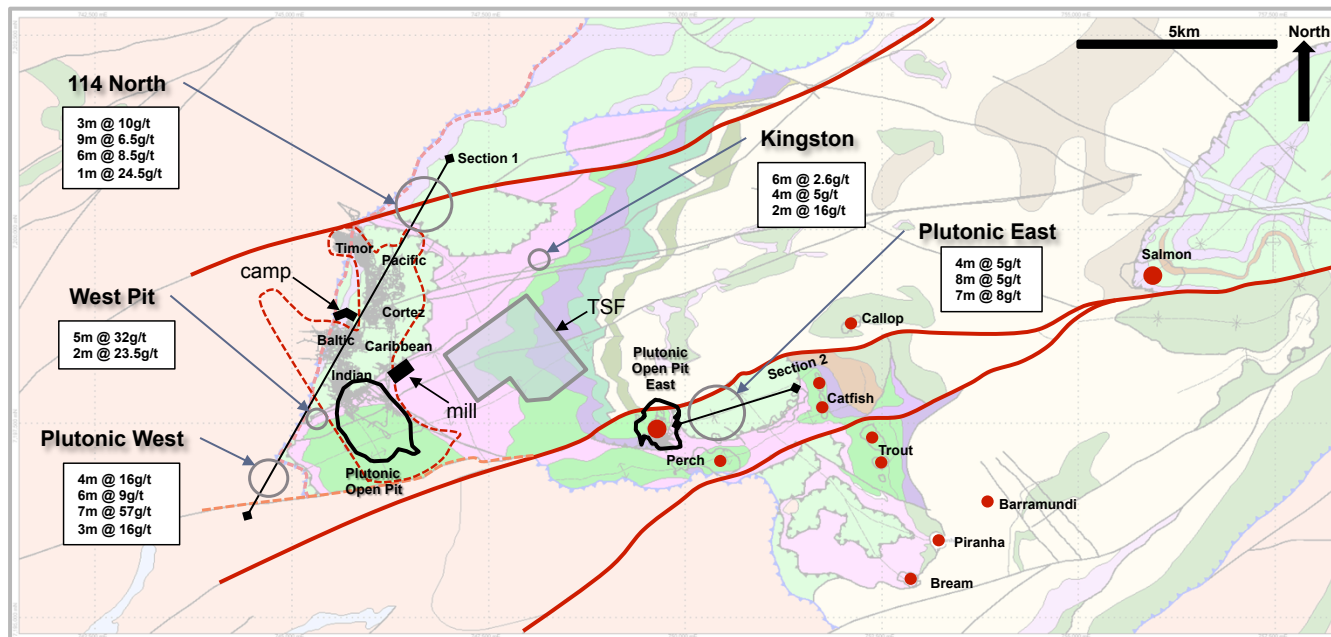 5km
North
114 North
3m @ 10g/t
9m @ 6.5g/t
6m @ 8.5g/t
1m @ 24.5g/t
Section 1
Kingston
6m @ 2.6g/t
4m @ 5g/t
2m @ 16g/t
Plutonic East
4m @ 5g/t
8m @ 5g/t
7m @ 8g/t
Timor
Pacific
Salmon
camp
West Pit
5m @ 32g/t
2m @ 23.5g/t
Cortez
TSF
Callop
Baltic
Caribbean
Indian
mill
Plutonic
Open Pit
East
Section 2
Catfish
Plutonic West
4m @ 16g/t
6m @ 9g/t
7m @ 57g/t
3m @ 16g/t
Plutonic
Open Pit
Perch
Trout
Barramundi
Piranha
Bream